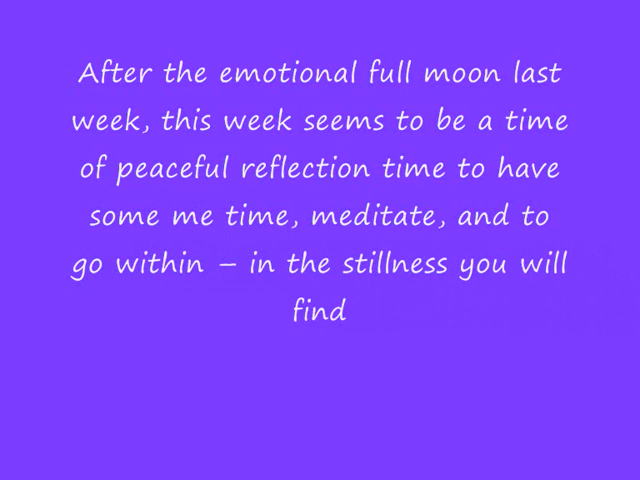 After the emotional full moon last
week, this week seems to be a time
of peaceful reflection time to have
some me time, meditate, and to
go within – in the stillness you will
find